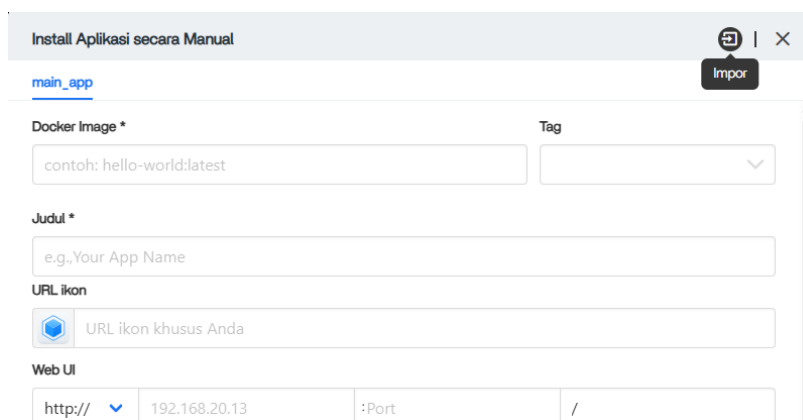 Install Aplikasi secara Manual
Impor
main_app
Docker Image * Tag
contoh: hello-world:latest
Judul *
e.g.,Your App Name
URL ikon
URL ikon khusus Anda
Web UI
http:// 192.168.20.13 :Port /